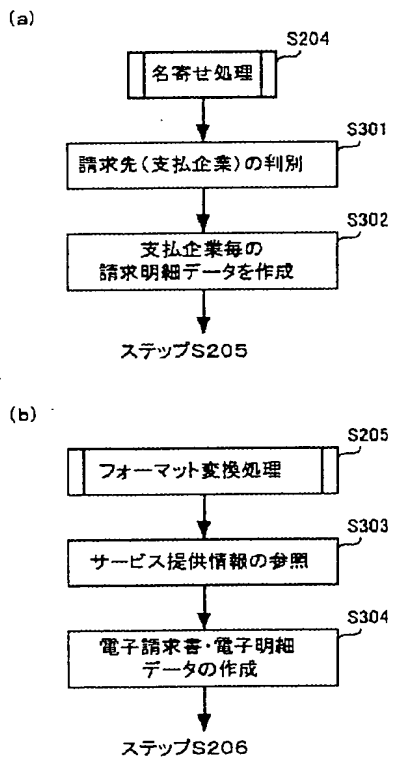 (a)
S204
名寄せ処理
S301
請求先(支払企業)の判別
S302
支払企業毎の
請求明細データを作成
ステップS205
(b)
S205
フォーマット変換処理
S303
サービス提供情報の参照
S304
電子請求書・電子明細
データの作成
ステップS206